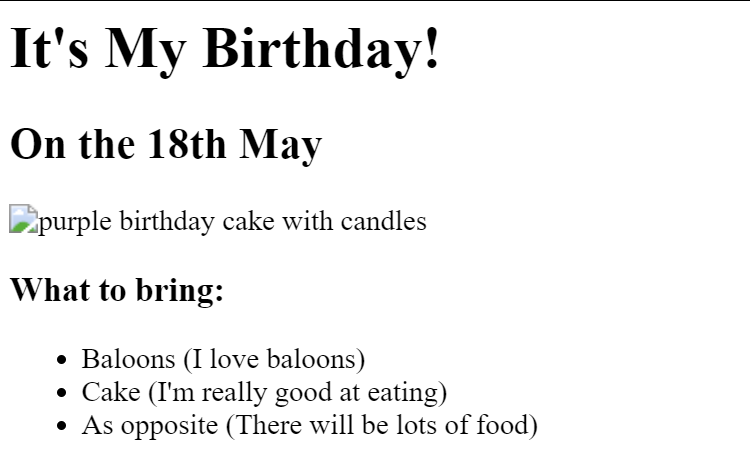 It's My Birthday!
On the 18th May
purple birthday cake with candles
What to bring:
Baloons (I love baloons)
Cake (I'm really good at eating)
As opposite (There will be lots of food)